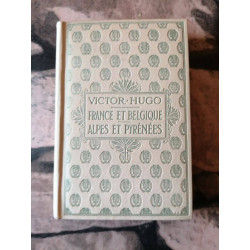 VICTOR·HUGO
FRANCE ET BELGIQUE
ALPES ET PYRÉNÉES